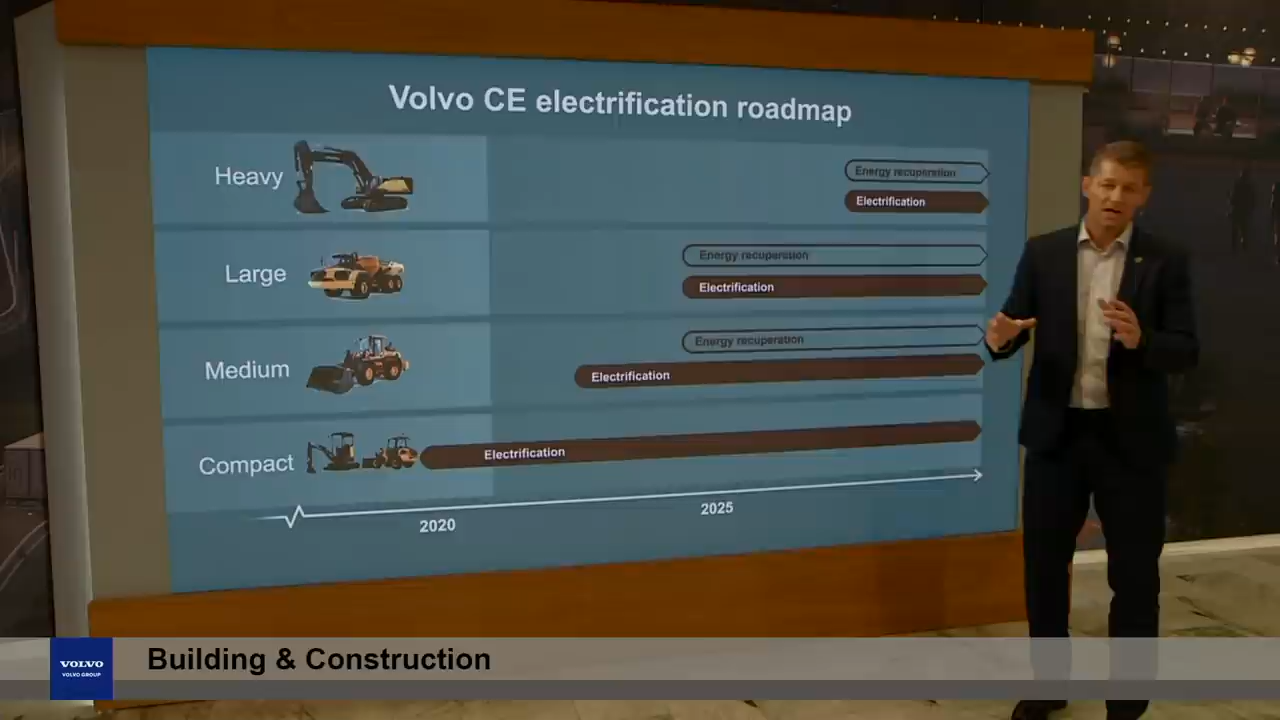 Volvo CE electrification roadmap
Heavy
Energy recuperation
Electrification
Large
Energy recuperation
Electrification
Medium
Energy recuperation
Electrification
Compact
Electrification
2020
2025
VOLVO
VOLVO GROUP
Building & Construction